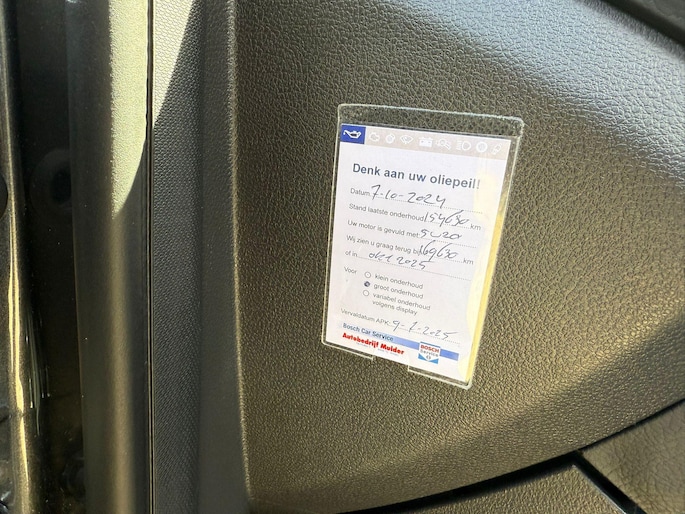 Denk aan uw oliepeil!
Datum 7-10-2024
Stand laatste onderhoud 154630 km
Uw motor is gevuld met: 5W20
Wij zien u graag terug bij 169630 km
of in okt 2025
Voor klein onderhoud
groot onderhoud
variabel onderhoud
volgens display
Vervaldatum APK: 9-7-2025
Bosch Car Service
Autobedrijf Mulder
BOSCH
Service